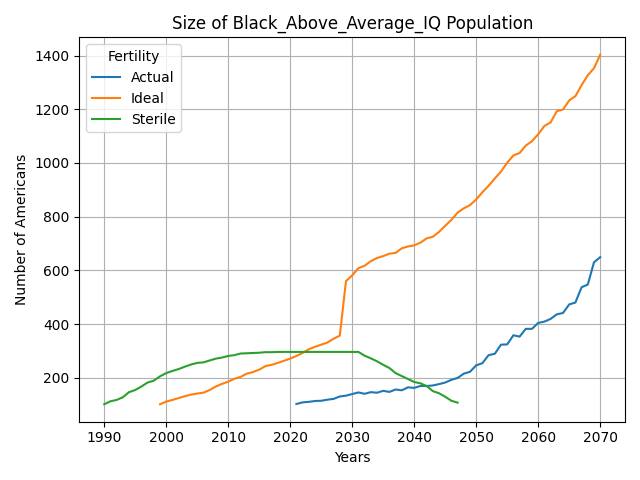 Size of Black_Above_Average_IQ Population
Fertility
Actual
Ideal
Sterile
Number of Americans
1400
1200
1000
800
600
400
200
1990
2000
2010
2020
2030
2040
2050
2060
2070
Years